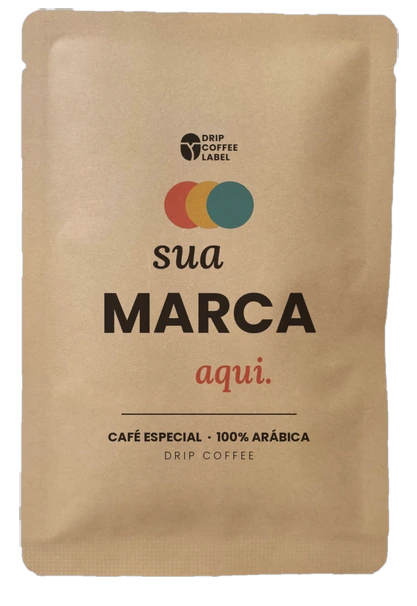 DRIP
COFFEE
LABEL
sua
MARCA
aqui.
CAFÉ ESPECIAL · 100% ARÁBICA
DRIP COFFEE